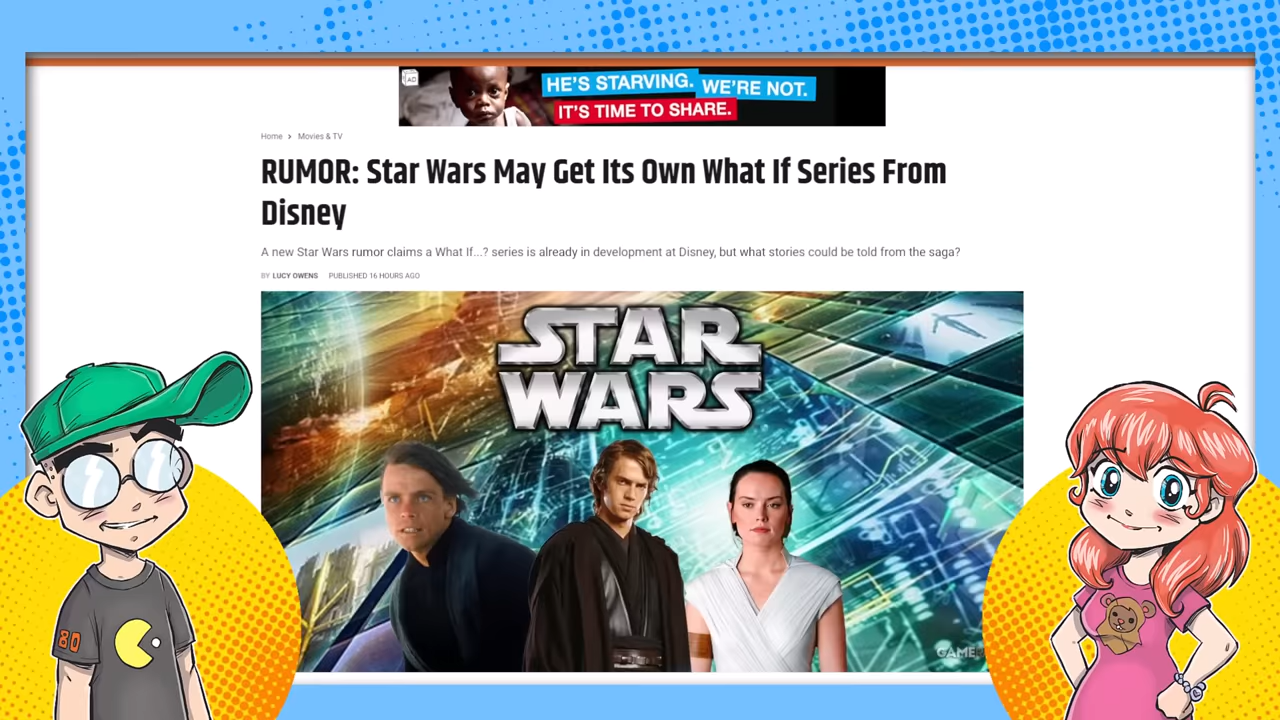 AD
HE'S STARVING. WE'RE NOT.
IT'S TIME TO SHARE.
Home > Movies & TV
RUMOR: Star Wars May Get Its Own What If Series From
Disney
A new Star Wars rumor claims a What If...? series is already in development at Disney, but what stories could be told from the saga?
BY LUCY OWENS PUBLISHED 16 HOURS AGO
STAR
WARS
80